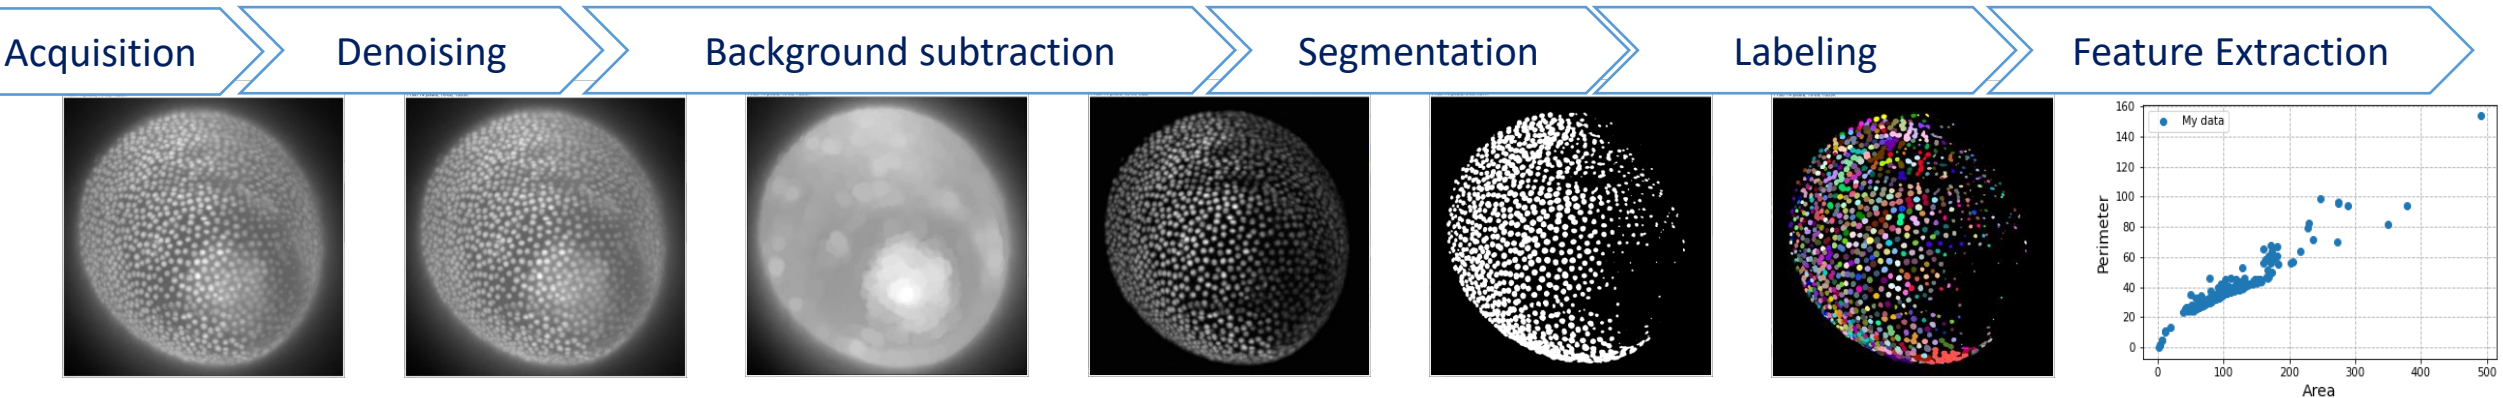 Acquisition
Denoising
Background subtraction
Segmentation
Labeling
Feature Extraction
My data
Perimeter
160
140
120
100
80
60
40
20
0
0 100 200 300 400 500
Area